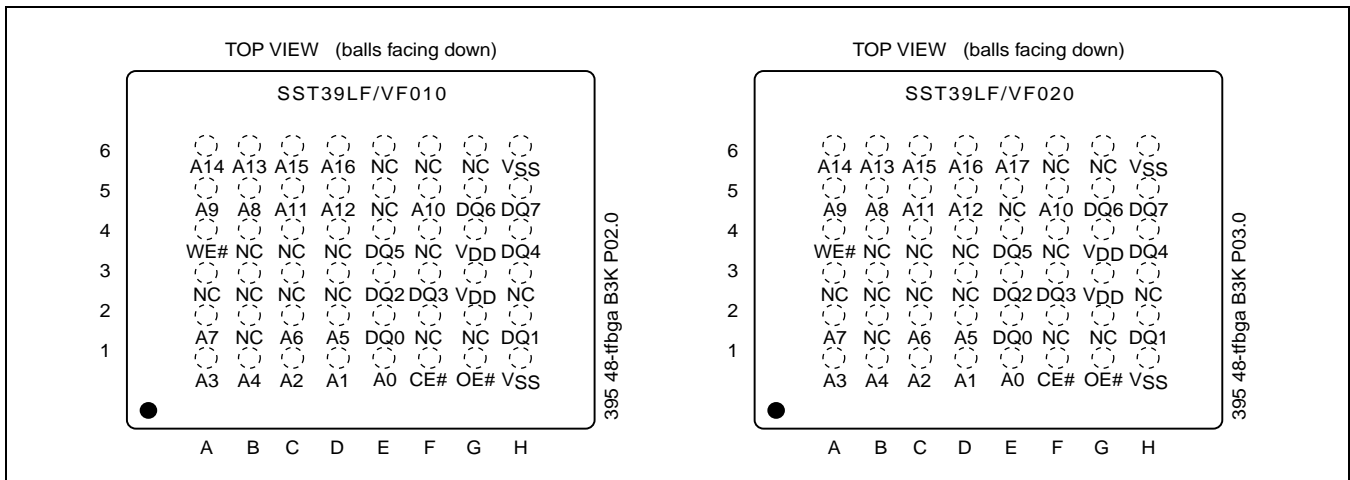 TOP VIEW (balls facing down)
SST39LF/VF010
6
A14 A13 A15 A16 NC NC NC VSS
5
A9 A8 A11 A12 NC A10 DQ6 DQ7
4
WE# NC NC NC DQ5 NC VDD DQ4
3
NC NC NC NC DQ2 DQ3 VDD NC
2
A7 NC A6 A5 DQ0 NC NC DQ1
1
A3 A4 A2 A1 A0 CE# OE# VSS
A B C D E F G H
395 48-tfbga B3K P02.0
TOP VIEW (balls facing down)
SST39LF/VF020
6
A14 A13 A15 A16 A17 NC NC VSS
5
A9 A8 A11 A12 NC A10 DQ6 DQ7
4
WE# NC NC NC DQ5 NC VDD DQ4
3
NC NC NC NC DQ2 DQ3 VDD NC
2
A7 NC A6 A5 DQ0 NC NC DQ1
1
A3 A4 A2 A1 A0 CE# OE# VSS
A B C D E F G H
395 48-tfbga B3K P03.0